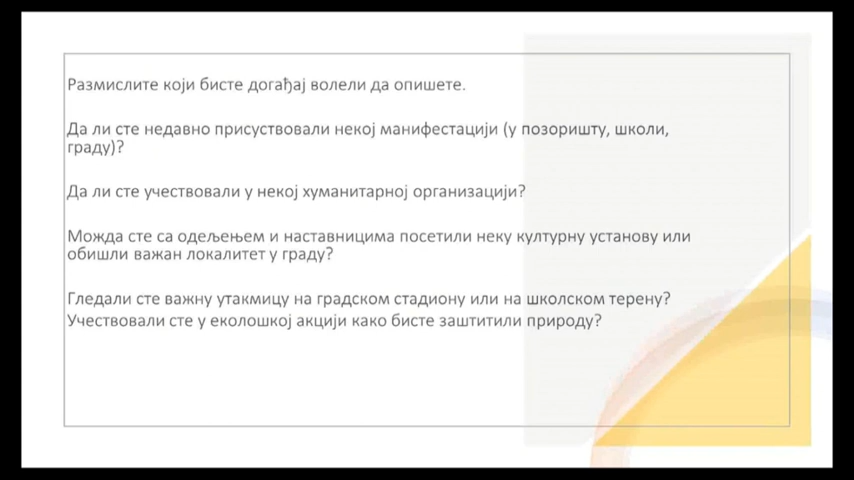 Размислите који бисте догађај волели да опишете.
Да ли сте недавно присуствовали некој манифестацији (у позоришту, школи,
граду)?
Да ли сте учествовали у некој хуманитарној организацији?
Можда сте са одељењем и наставницима посетили неку културну установу или
обишли важан локалитет у граду?
Гледали сте важну утакмицу на градском стадиону или на школском терену?
Учествовали сте у еколошкој акцији како бисте заштитили природу?